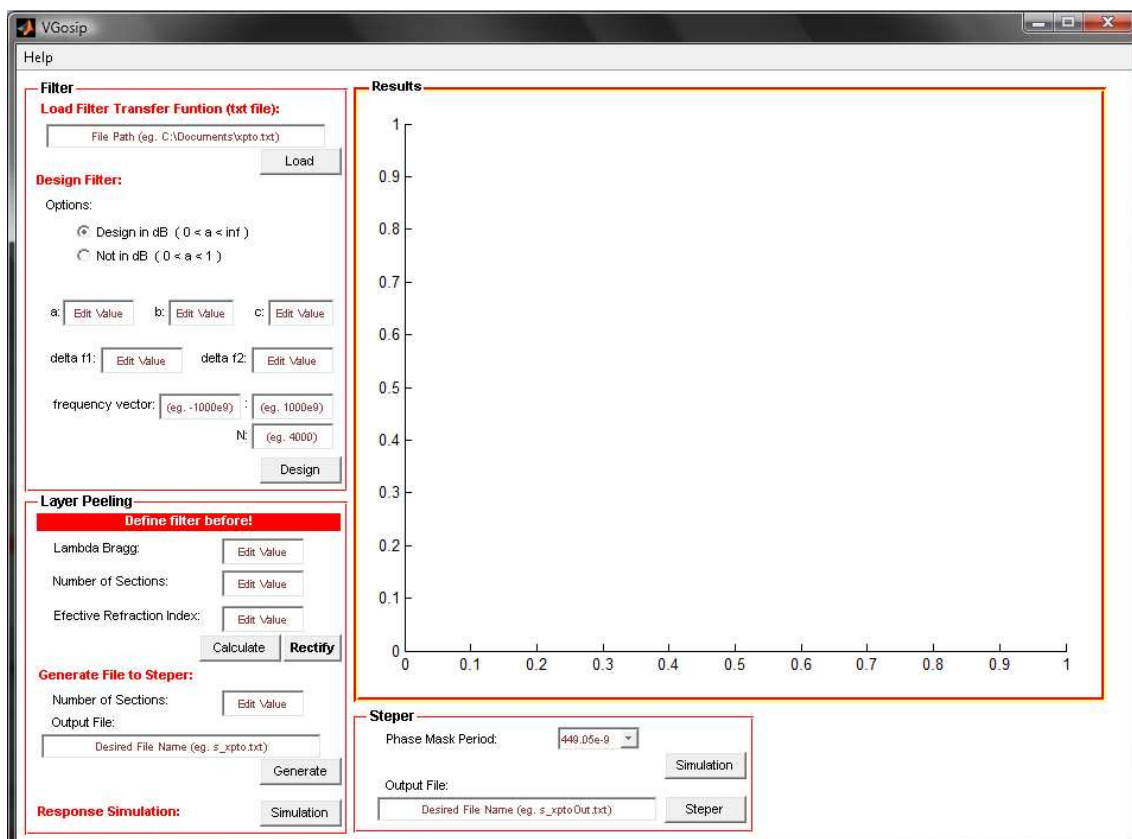 VGosip
Help
Filter
Load Filter Transfer Funtion (txt file):
File Path (eg. C:\Documents\xpto.txt)
Load
Design Filter:
Options:
Design in dB ( 0 < a < inf )
Not in dB ( 0 < a < 1 )
a: Edit Value b: Edit Value c: Edit Value
delta f1: Edit Value delta f2: Edit Value
frequency vector: (eg. -1000e9) : (eg. 1000e9)
N: (eg. 4000)
Design
Layer Peeling
Define filter before!
Lambda Bragg: Edit Value
Number of Sections: Edit Value
Efective Refraction Index: Edit Value
Calculate Rectify
Generate File to Steper:
Number of Sections: Edit Value
Output File:
Desired File Name (eg. s_xpto.txt)
Generate
Response Simulation: Simulation
Results
1
0.9
0.8
0.7
0.6
0.5
0.4
0.3
0.2
0.1
0
0 0.1 0.2 0.3 0.4 0.5 0.6 0.7 0.8 0.9 1
Steper
Phase Mask Period: 449.05e-9
Simulation
Output File:
Desired File Name (eg. s_xptoOut.txt) Steper